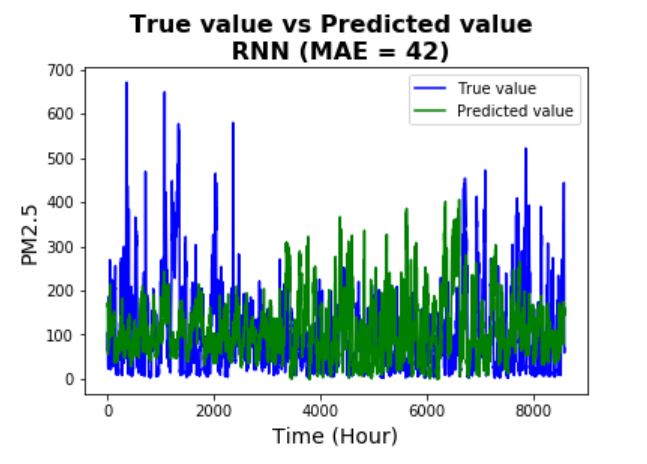 True value vs Predicted value
RNN (MAE = 42)
True value
Predicted value
700
600
500
400
300
200
100
0
PM2.5
0 2000 4000 6000 8000
Time (Hour)